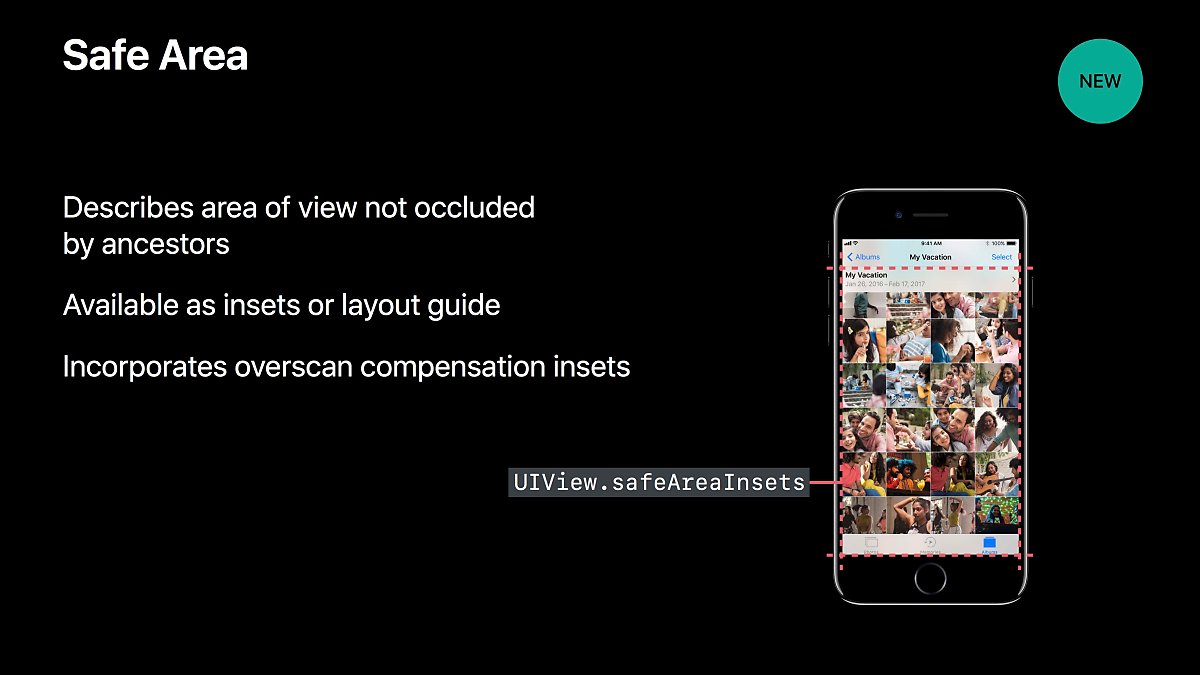 Safe Area
NEW
Describes area of view not occluded
by ancestors
Available as insets or layout guide
Incorporates overscan compensation insets
UIView.safeAreaInsets
9:41 AM
100%
Albums
My Vacation
Select
My Vacation
Jan 26, 2016 - Feb 17, 2017
Photos
Memories
Albums